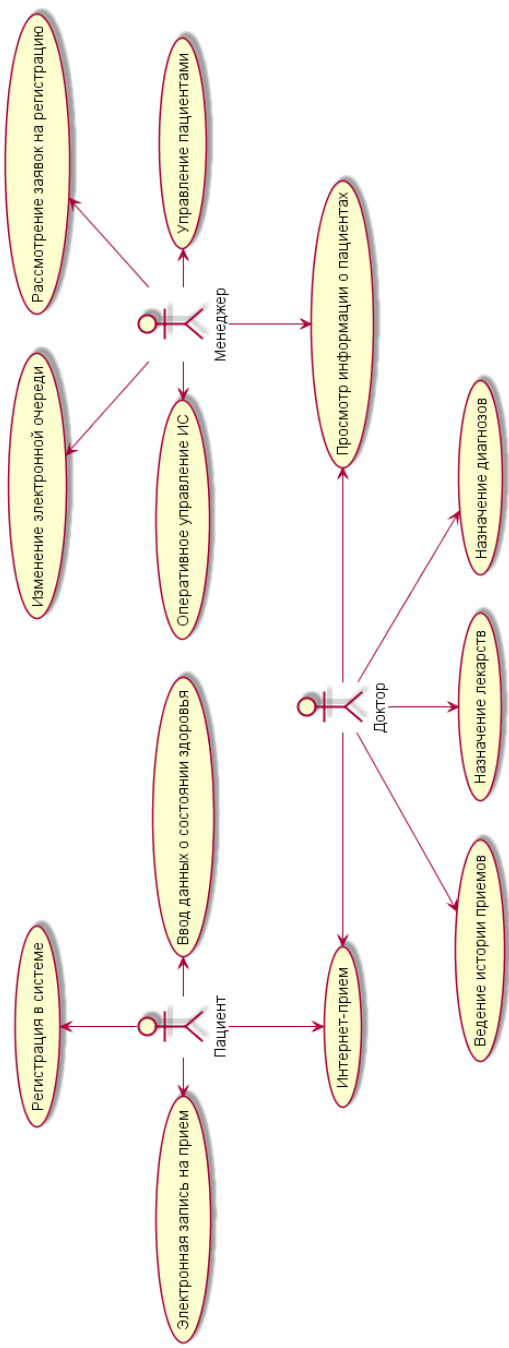 Регистрация в системе
Изменение электронной очереди
Рассмотрение заявок на регистрацию
Электронная запись на прием
Пациент
Ввод данных о состоянии здоровья
Оперативное управление ИС
Менеджер
Управление пациентами
Интернет-прием
Доктор
Просмотр информации о пациентах
Ведение истории приемов
Назначение лекарств
Назначение диагнозов